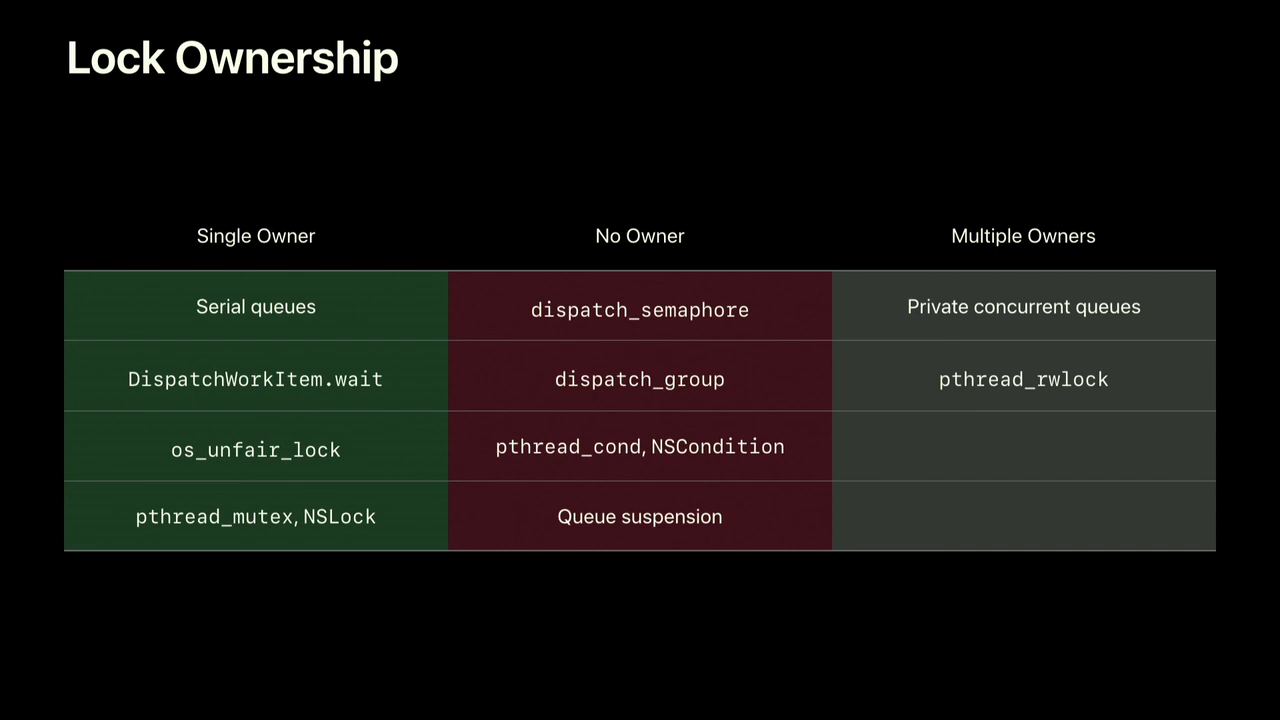 Lock Ownership
Single Owner No Owner Multiple Owners
Serial queues dispatch_semaphore Private concurrent queues
DispatchWorkItem.wait dispatch_group pthread_rwlock
os_unfair_lock pthread_cond, NSCondition
pthread_mutex, NSLock Queue suspension